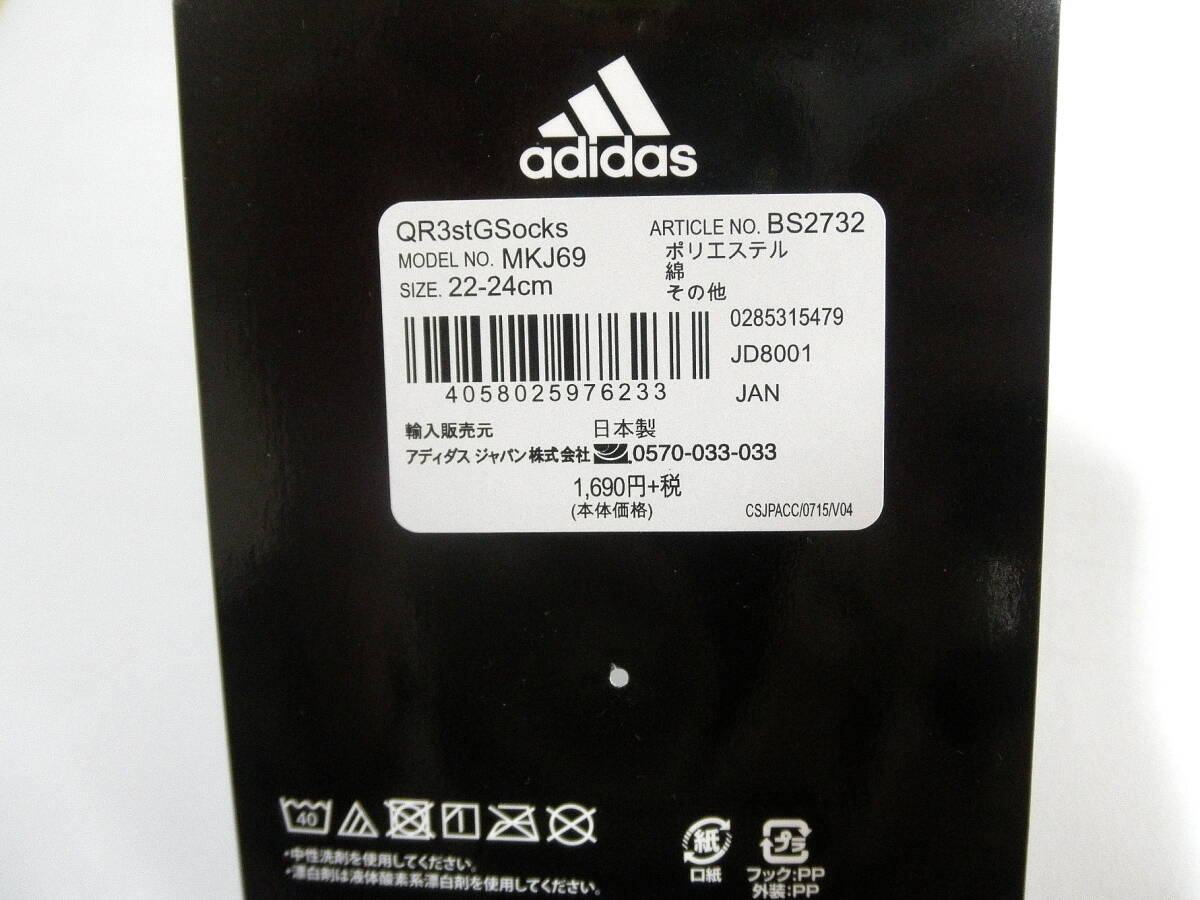 adidas
QR3stGSocks
ARTICLE NO. BS2732
MODEL NO. MKJ69
ポリエステル
綿
SIZE. 22-24cm
その他
0285315479
JD8001
4058025976233
JAN
輸入販売元
日本製
アディダス ジャパン株式会社 0570-033-033
1,690円+税
(本体価格)
CSJPACC/0715/V04
40
・中性洗剤を使用してください。
・漂白剤は液体酸素系漂白剤を使用してください。
紙
口紙
プラ
フック:PP
外装:PP